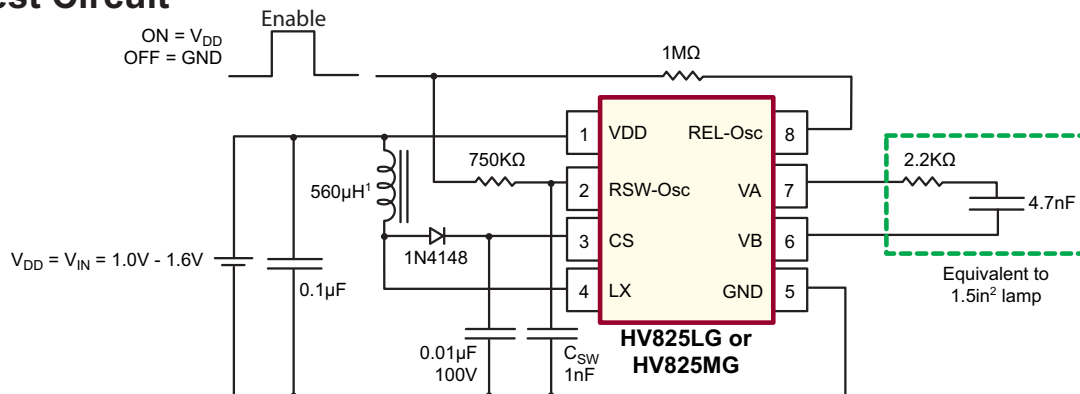 est Circuit
Enable
ON = VDD
OFF = GND
1MΩ
1 VDD
REL-Osc 8
750KΩ
560µH1
2 RSW-Osc
VA 7
2.2KΩ
4.7nF
3 CS
VB 6
1N4148
VDD = VIN = 1.0V - 1.6V
0.1µF
4 LX
GND 5
Equivalent to
1.5in2 lamp
0.01µF
100V
CSW
1nF
HV825LG or
HV825MG